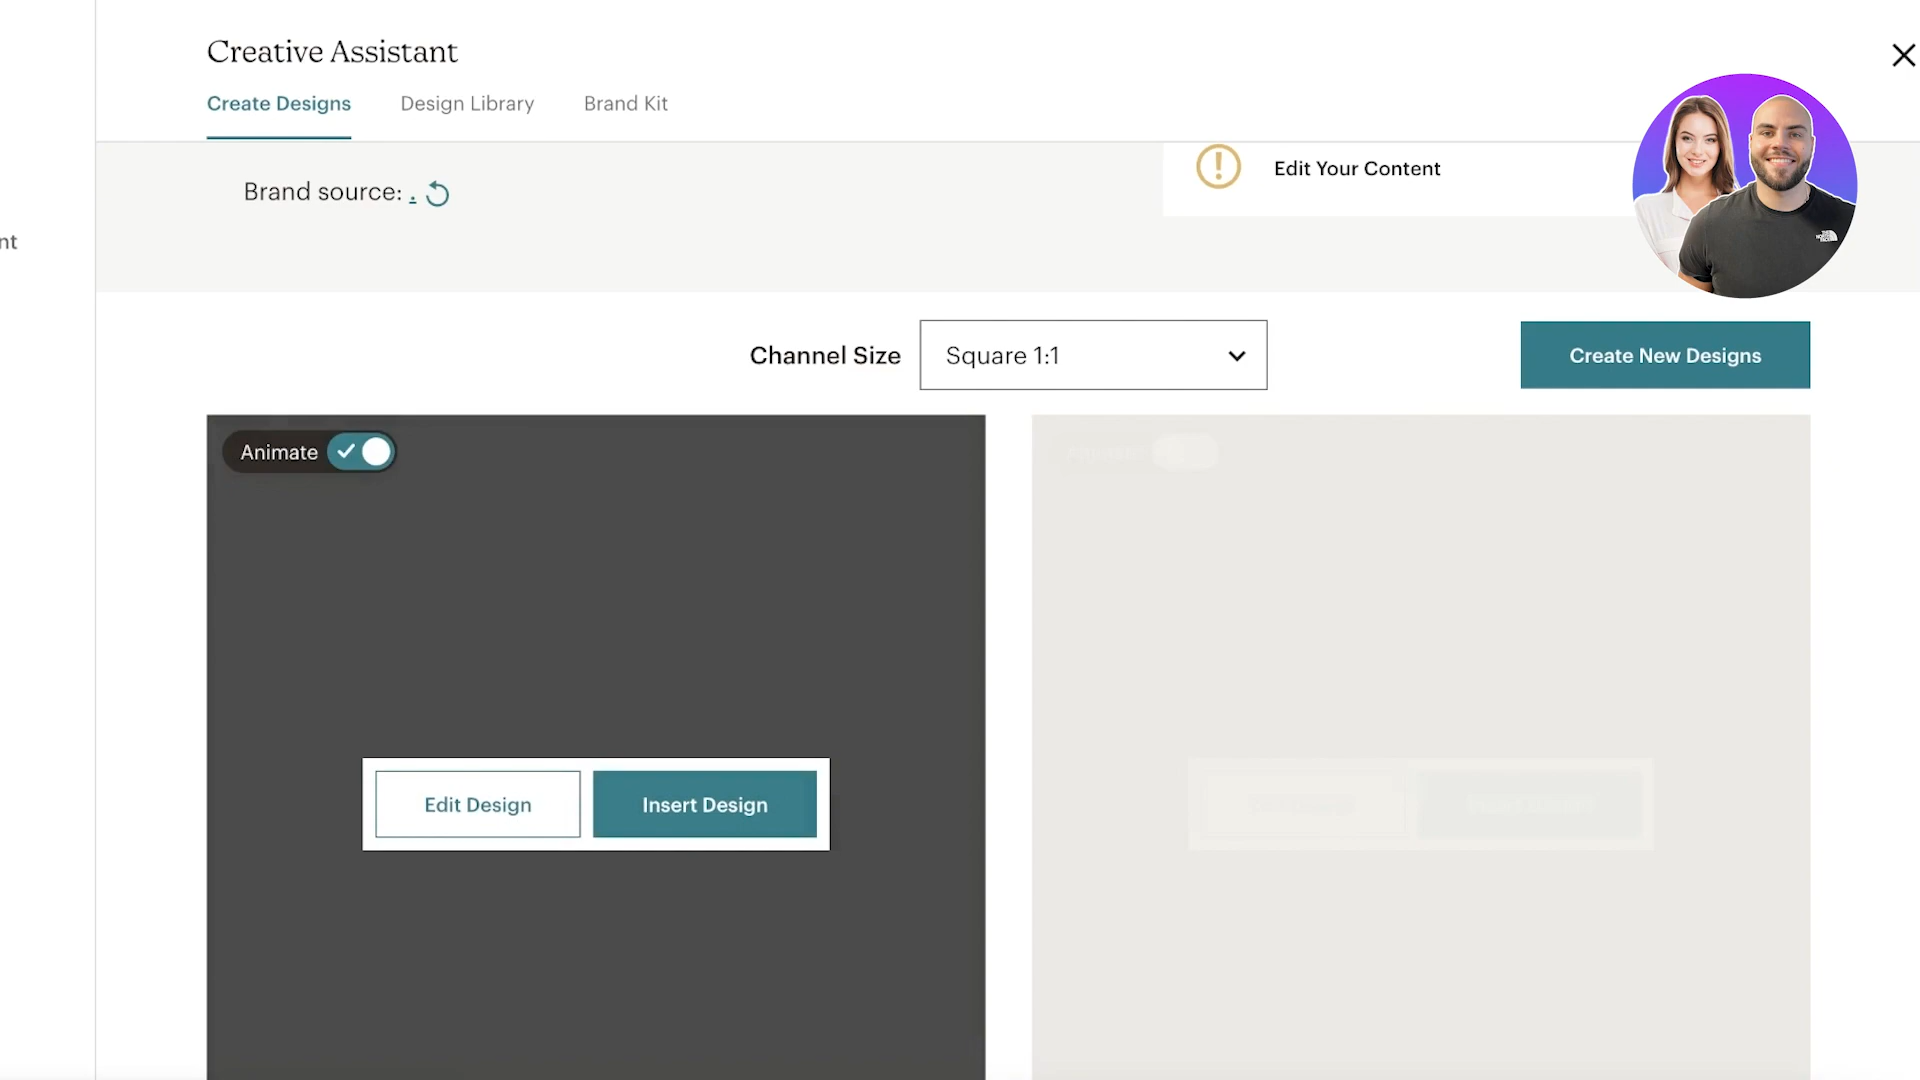 Creative Assistant
Create Designs Design Library Brand Kit
Edit Your Content
Brand source: .
nt
Channel Size Square 1:1 Create New Designs
Animate
Edit Design Insert Design